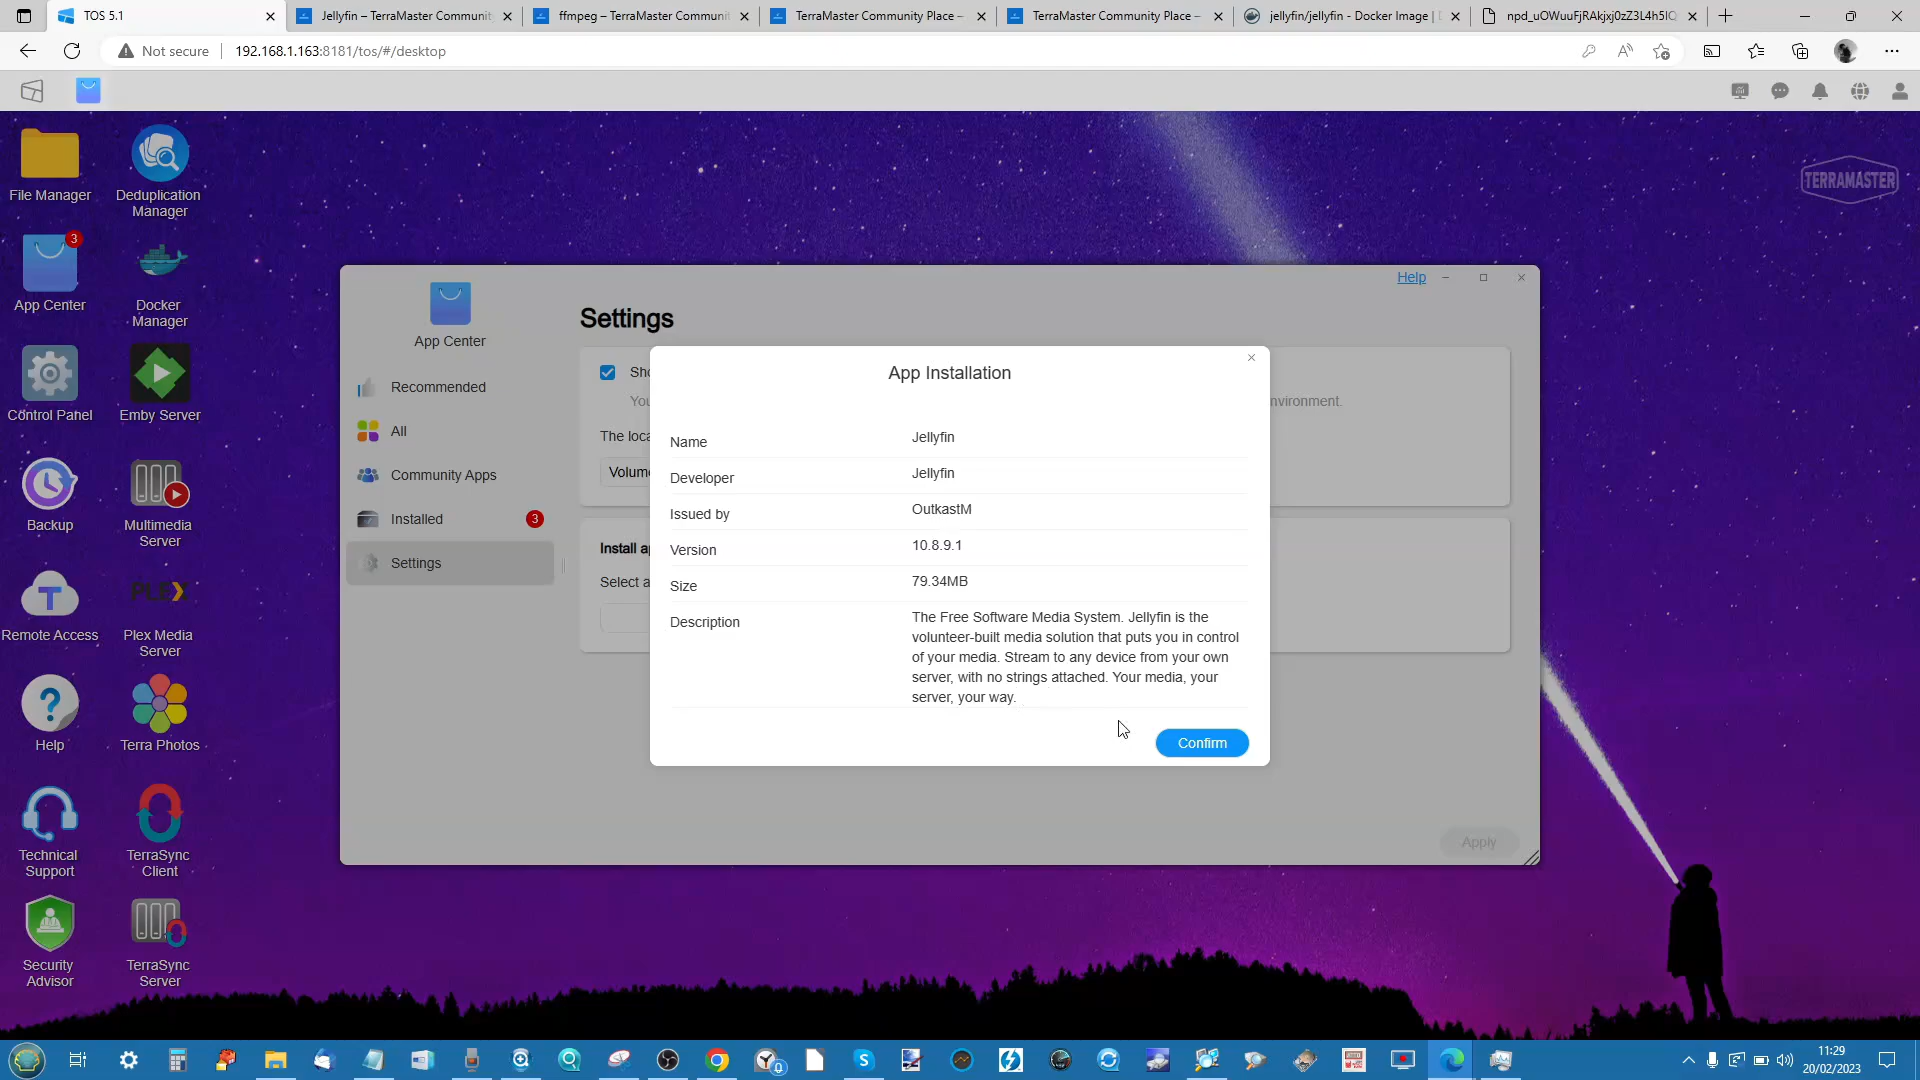 TOS 5.1
Jellyfin – TerraMaster Community
ffmpeg – TerraMaster Communi
TerraMaster Community Place –
TerraMaster Community Place –
jellyfin/jellyfin - Docker Image |
Not secure
192.168.1.163:8181/tos/#/desktop
File Manager
Deduplication
Manager
TERRAMASTER
3
App Center
Docker
Manager
Control Panel
Emby Server
Backup
Multimedia
Server
Remote Access
PLEX
Plex Media
Server
Help
Terra Photos
Technical
Support
TerraSync
Client
Security
Advisor
TerraSync
Server
Help
App Center
Recommended
All
Community Apps
Installed
3
Settings
Settings
Sho
You
nvironment.
The loca
Volum
Install ap
Select a
Apply
App Installation
Name
Jellyfin
Developer
Jellyfin
Issued by
OutkastM
Version
10.8.9.1
Size
79.34MB
Description
The Free Software Media System. Jellyfin is the
volunteer-built media solution that puts you in control
of your media. Stream to any device from your own
server, with no strings attached. Your media, your
server, your way.
Confirm
11:29
20/02/2023